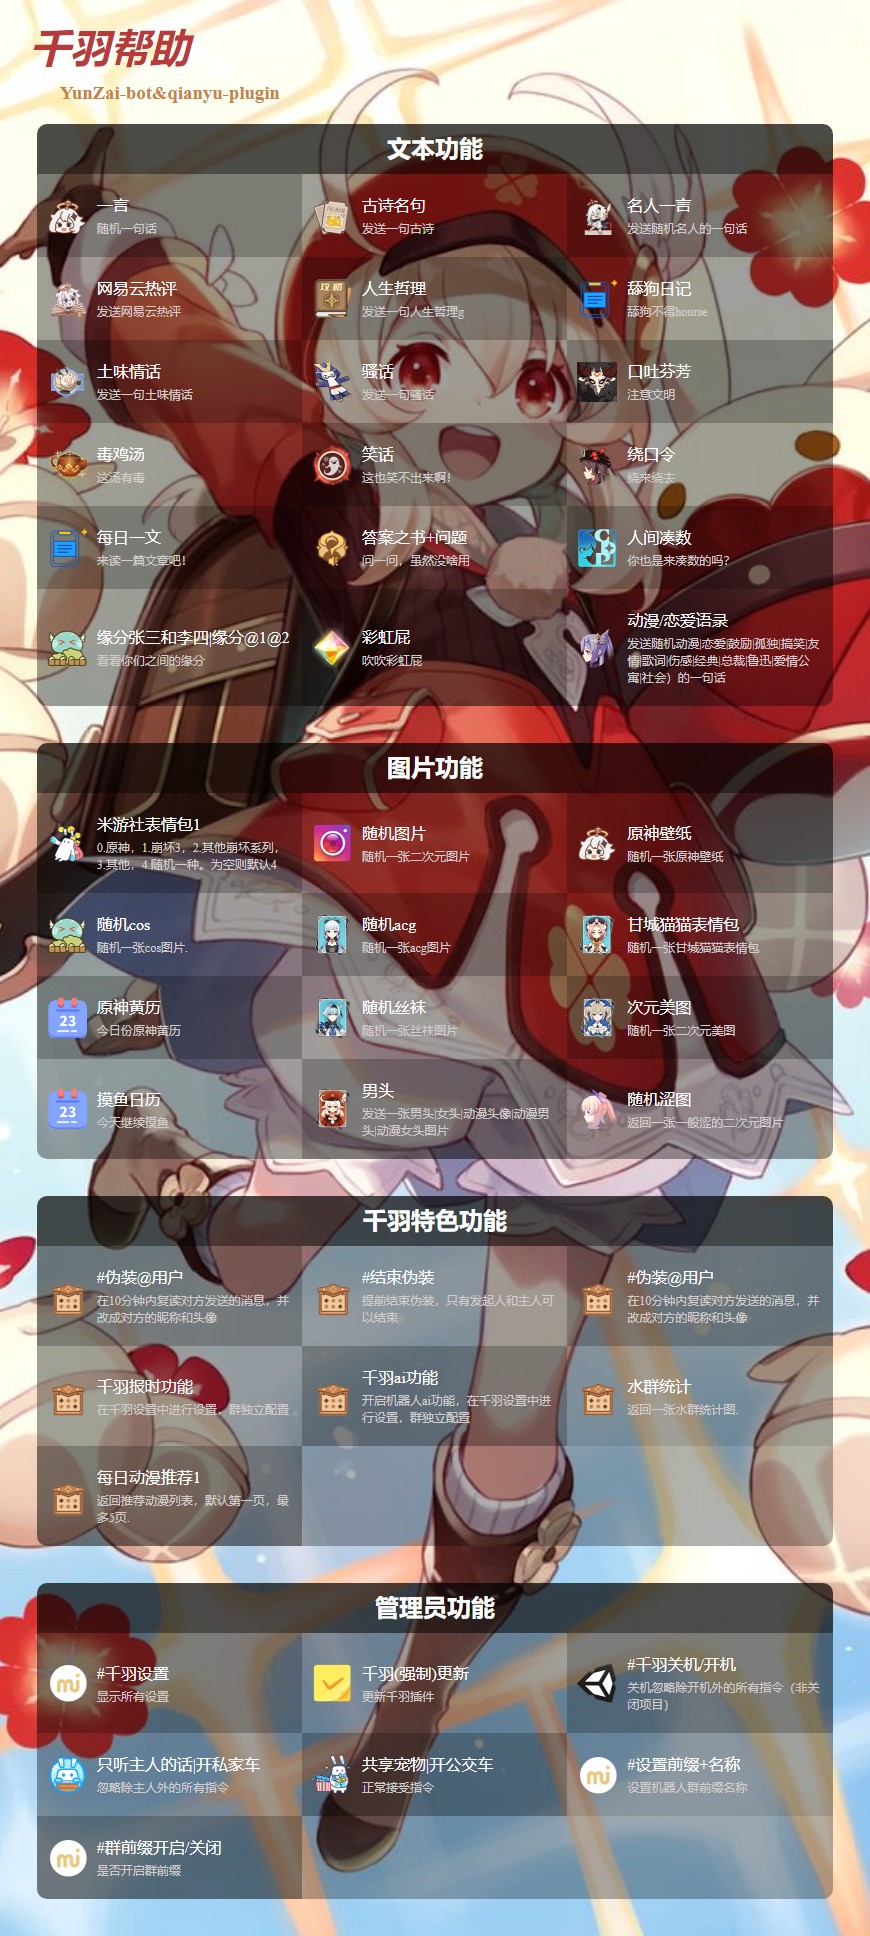 千羽帮助
YunZai-bot&qianyu-plugin
文本功能
一言
随机一句话
古诗名句
发送一句古诗
名人一言
发送随机名人的一句话
网易云热评
发送网易云热评
人生哲理
发送一句人生哲理g
舔狗日记
舔狗不得hourse
土味情话
发送一句土味情话
骚话
发送一句骚话
口吐芬芳
注意文明
毒鸡汤
这汤有毒
笑话
这也笑不出来啊!
绕口令
绕来绕去
每日一文
来读一篇文章吧!
答案之书+问题
问一问，虽然没啥用
人间凑数
你也是来凑数的吗?
缘分张三和李四|缘分@1@2
看看你们之间的缘分
彩虹屁
吹吹彩虹屁
动漫/恋爱语录
发送随机动漫|恋爱|鼓励|孤独|搞笑|友
情|歌词|伤感|经典|总裁|鲁迅|爱情公
寓|社会）的一句话
图片功能
米游社表情包1
0.原神，1.崩坏3，2.其他崩坏系列，
3.其他，4.随机一种。为空则默认4
随机图片
随机一张二次元图片
原神壁纸
随机一张原神壁纸
随机cos
随机一张cos图片.
随机acg
随机一张acg图片
甘城猫猫表情包
随机一张甘城猫猫表情包
23
原神黄历
今日份原神黄历
随机丝袜
随机一张丝袜图片
次元美图
随机一张二次元美图
23
摸鱼日历
今天继续摸鱼
男头
发送一张男头|女头|动漫头像|动漫男
头|动漫女头图片
随机涩图
返回一张一般涩的二次元图片
千羽特色功能
#伪装@用户
在10分钟内复读对方发送的消息，并
改成对方的昵称和头像
#结束伪装
提前结束伪装，只有发起人和主人可
以结束
#伪装@用户
在10分钟内复读对方发送的消息，并
改成对方的昵称和头像
千羽报时功能
在千羽设置中进行设置，群独立配置
千羽ai功能
开启机器人ai功能，在千羽设置中进
行设置，群独立配置
水群统计
返回一张水群统计图.
每日动漫推荐1
返回推荐动漫列表，默认第一页，最
多5页.
管理员功能
#千羽设置
显示所有设置
千羽(强制)更新
更新千羽插件
#千羽关机/开机
关机忽略除开机外的所有指令（非关
闭项目）
只听主人的话|开私家车
忽略除主人外的所有指令
共享宠物|开公交车
正常接受指令
#设置前缀+名称
设置机器人群前缀名称
#群前缀开启/关闭
是否开启群前缀